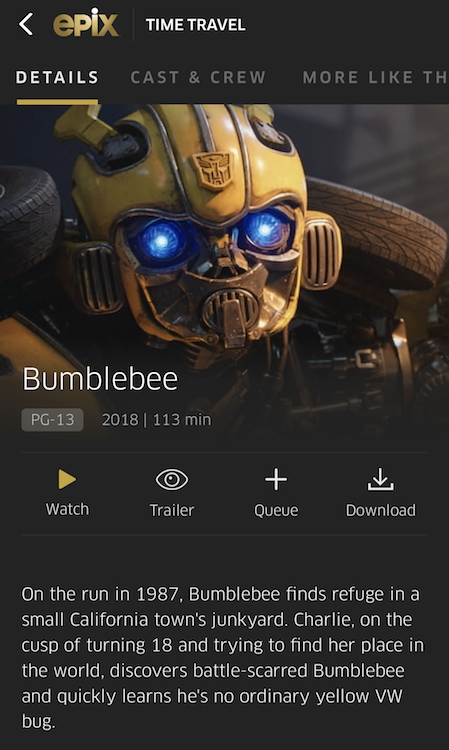 epix TIME TRAVEL
DETAILS CAST & CREW MORE LIKE TH
Bumblebee
PG-13 2018 | 113 min
Watch Trailer Queue Download
On the run in 1987, Bumblebee finds refuge in a
small California town's junkyard. Charlie, on the
cusp of turning 18 and trying to find her place in
the world, discovers battle-scarred Bumblebee
and quickly learns he's no ordinary yellow VW
bug.